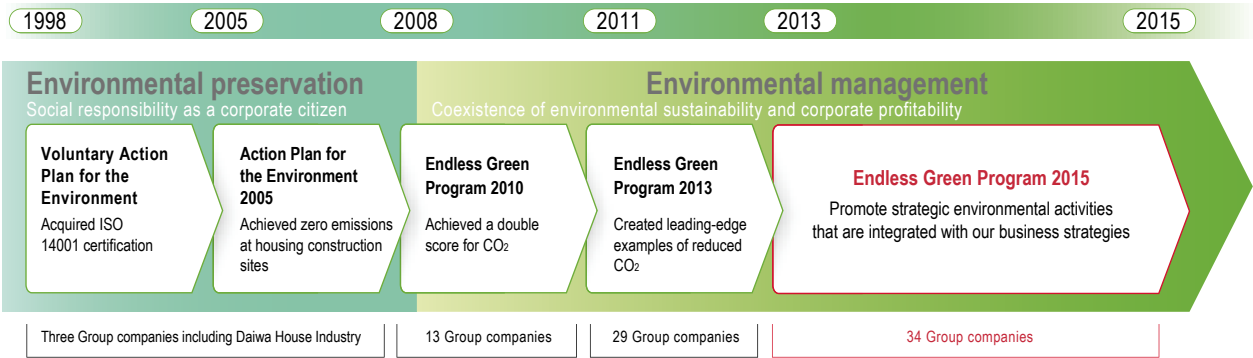 1998
2005
2008
2011
2013
2015
Environmental preservation
Social responsibility as a corporate citizen
Environmental management
Coexistence of environmental sustainability and corporate profitability
Voluntary Action
Plan for the
Environment
Acquired ISO
14001 certification
Action Plan for
the Environment
2005
Achieved zero emissions
at housing construction
sites
Endless Green
Program 2010
Achieved a double
score for CO2
Endless Green
Program 2013
Created leading-edge
examples of reduced
CO2
Endless Green Program 2015
Promote strategic environmental activities
that are integrated with our business strategies
Three Group companies including Daiwa House Industry
13 Group companies
29 Group companies
34 Group companies